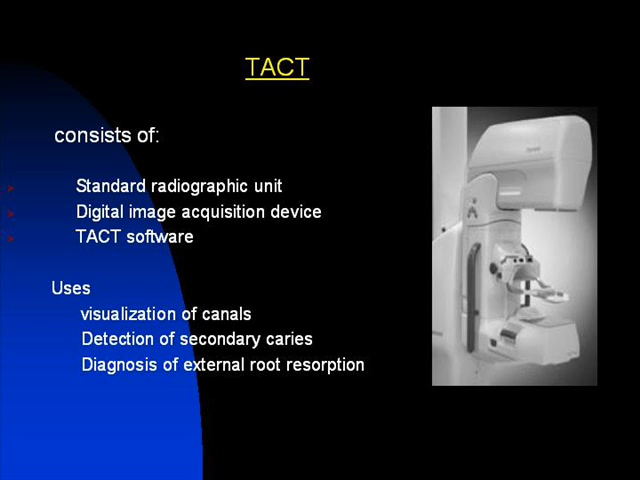 TACT
consists of:
Standard radiographic unit
Digital image acquisition device
TACT software
Uses
visualization of canals
Detection of secondary caries
Diagnosis of external root resorption